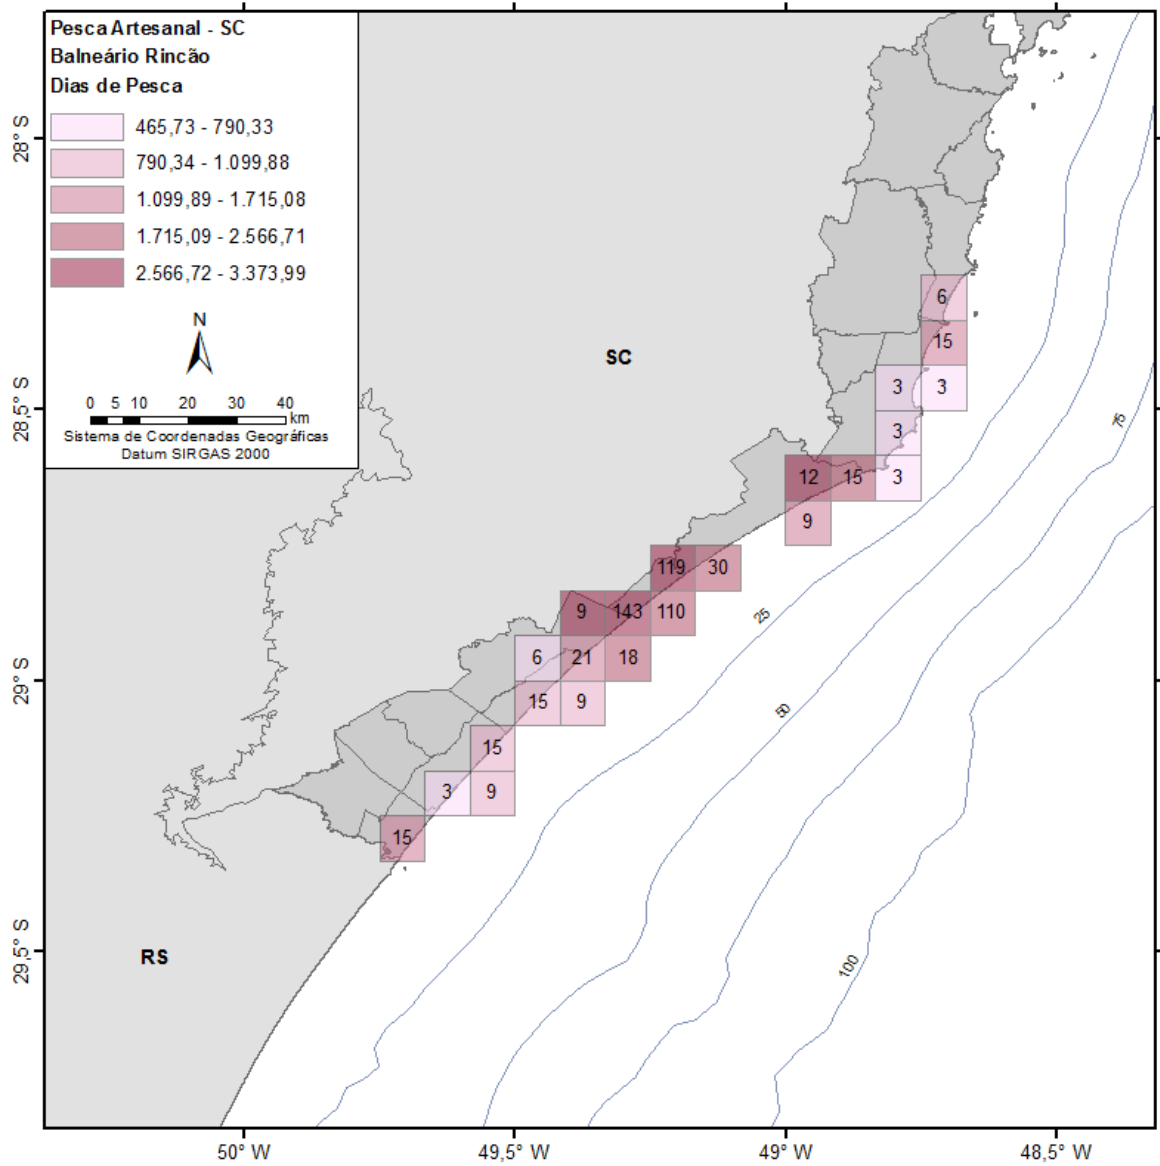 Pesca Artesanal - SC
Balneário Rincão
Dias de Pesca
465,73 - 790,33
790,34 - 1.099,88
1.099,89 - 1.715,08
1.715,09 - 2.566,71
2.566,72 - 3.373,99
N
0 5 10 20 30 40
km
Sistema de Coordenadas Geográficas
Datum SIRGAS 2000
28° S
28,5° S
29° S
29,5° S
SC
RS
6
15
3 3
3
12 15 3
9
119 30
9 143 110
6 21 18
15 9
15
3 9
15
25
50
75
100
50° W 49,5° W 49° W 48,5° W